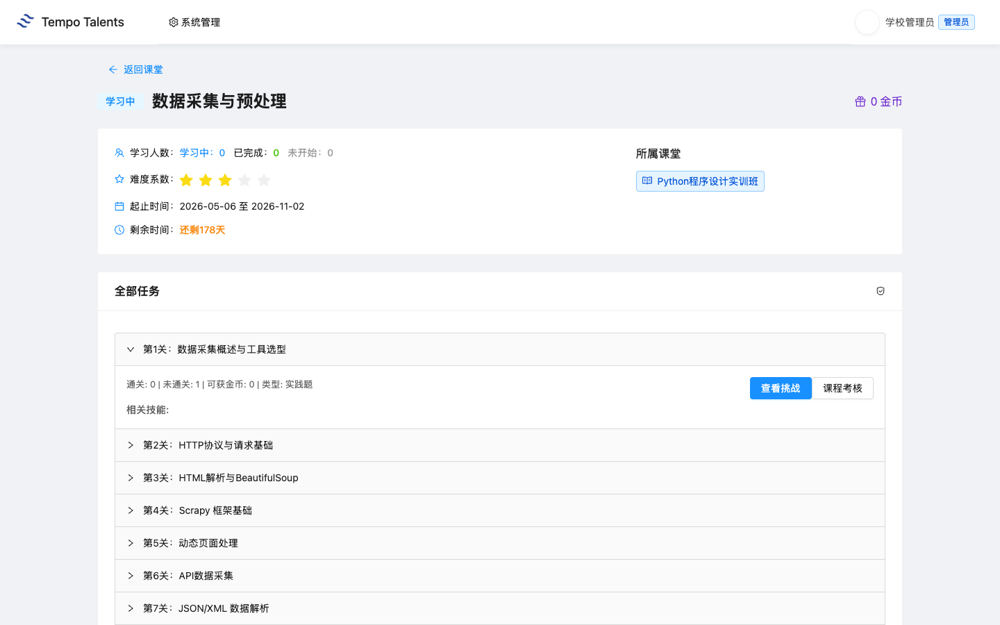 Tempo Talents
系统管理
学校管理员 管理员
返回课堂
学习中 数据采集与预处理
0 金币
学习人数： 学习中：0 已完成：0 未开始：0
难度系数：
起止时间：2026-05-06 至 2026-11-02
剩余时间：还剩178天
所属课堂
Python程序设计实训班
全部任务
第1关：数据采集概述与工具选型
通关: 0 | 未通关: 1 | 可获金币: 0 | 类型: 实践题
查看挑战 课程考核
相关技能:
第2关：HTTP协议与请求基础
第3关：HTML解析与BeautifulSoup
第4关：Scrapy 框架基础
第5关：动态页面处理
第6关：API数据采集
第7关：JSON/XML 数据解析